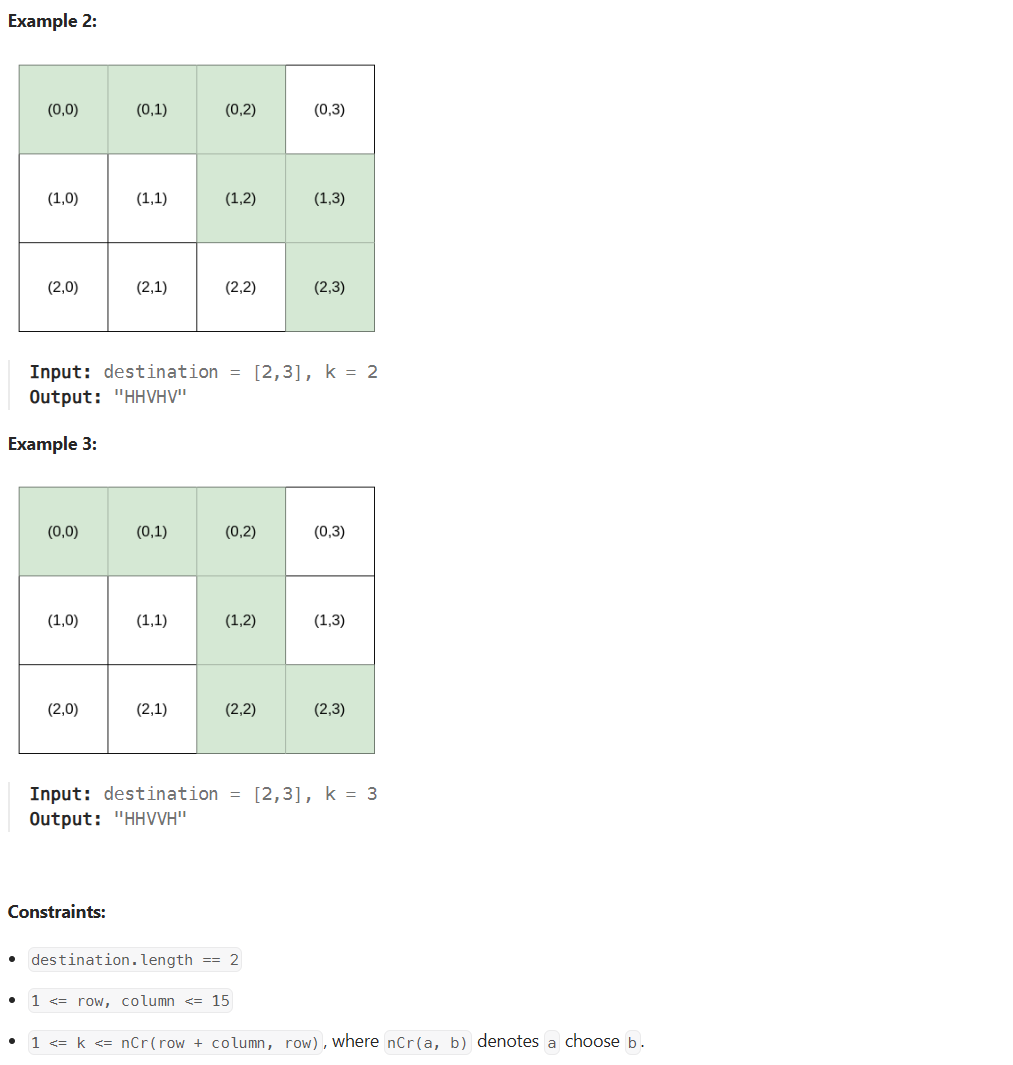 Example 2:
(0,0) (0,1) (0,2) (0,3)
(1,0) (1,1) (1,2) (1,3)
(2,0) (2,1) (2,2) (2,3)
Input: destination = [2,3], k = 2
Output: "HHVHV"
Example 3:
(0,0) (0,1) (0,2) (0,3)
(1,0) (1,1) (1,2) (1,3)
(2,0) (2,1) (2,2) (2,3)
Input: destination = [2,3], k = 3
Output: "HHVVH"
Constraints:
• destination.length == 2
• 1 <= row, column <= 15
• 1 <= k <= nCr(row + column, row), where nCr(a, b) denotes a choose b.